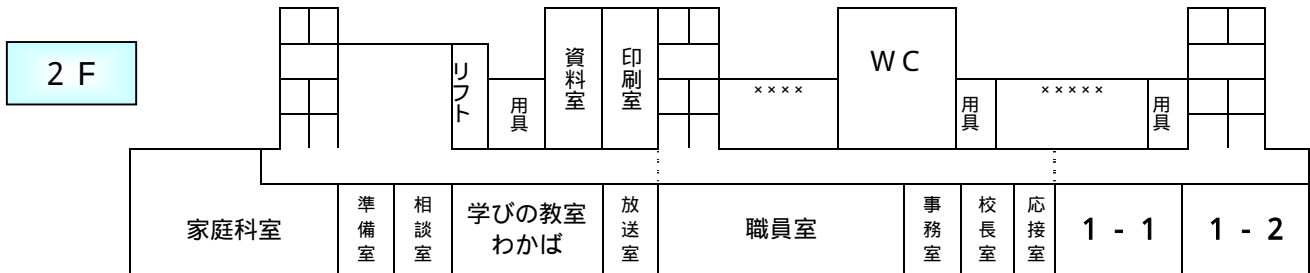 ２Ｆ
リフト
用具
資料室
印刷室
××××
ＷＣ
用具
×××××
用具
家庭科室
準備室
相談室
学びの教室
わかば
放送室
職員室
事務室
校長室
応接室
１-１
１-２